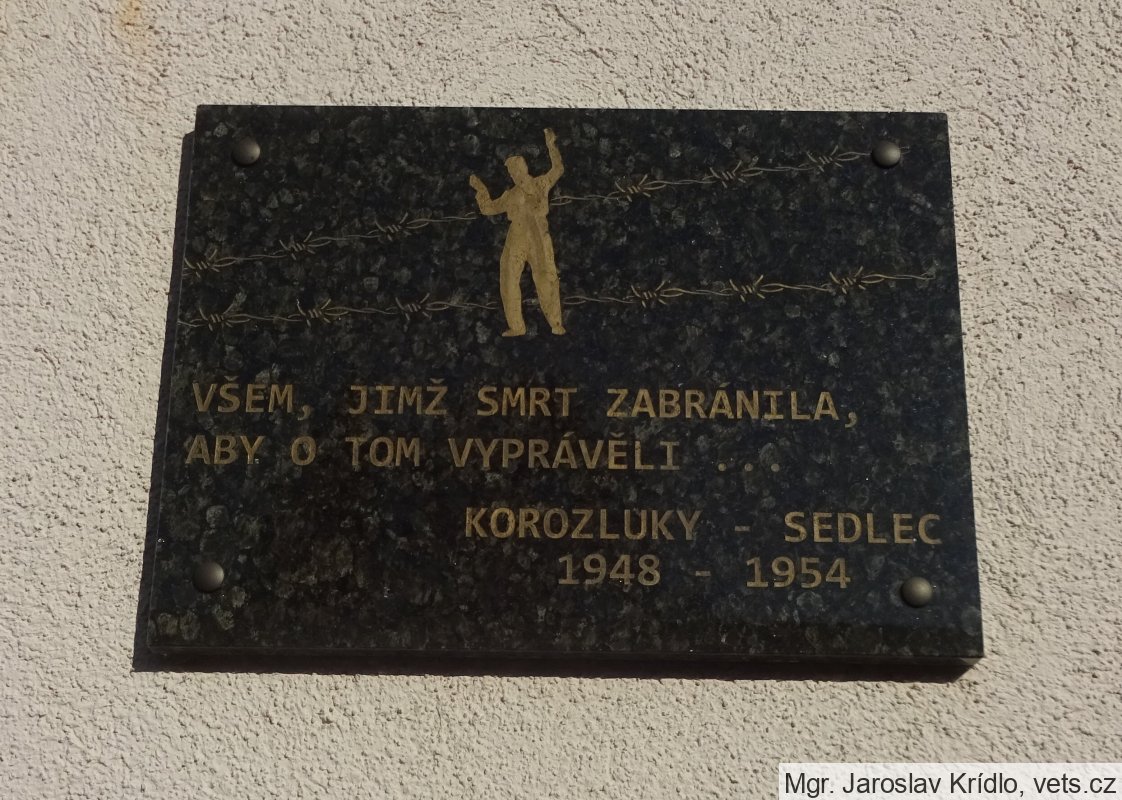 VŠEM, JIMŽ SMRT ZABRÁNILA,
ABY O TOM VYPRÁVĚLI ...
KOROZLUKY - SEDLEC
1948 - 1954
Mgr. Jaroslav Krídlo, vets.cz